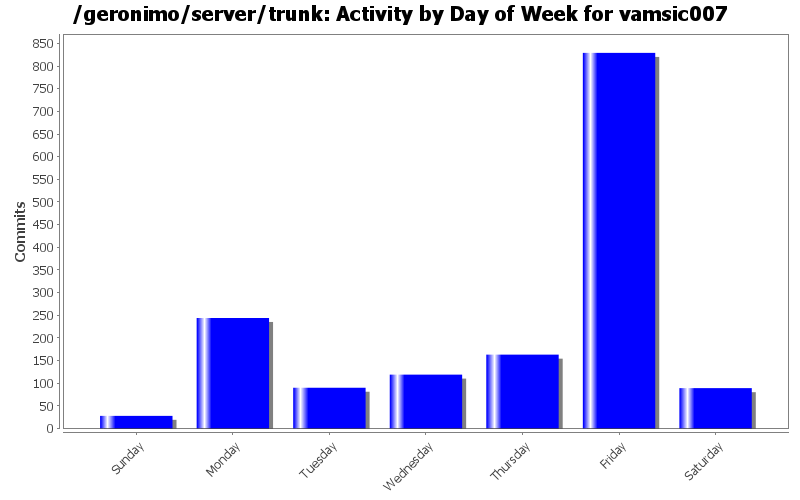 /geronimo/server/trunk: Activity by Day of Week for vamsic007
850
800
750
700
650
600
550
500
450
400
350
300
250
200
150
100
50
0
Commits
Sunday
Monday
Tuesday
Wednesday
Thursday
Friday
Saturday